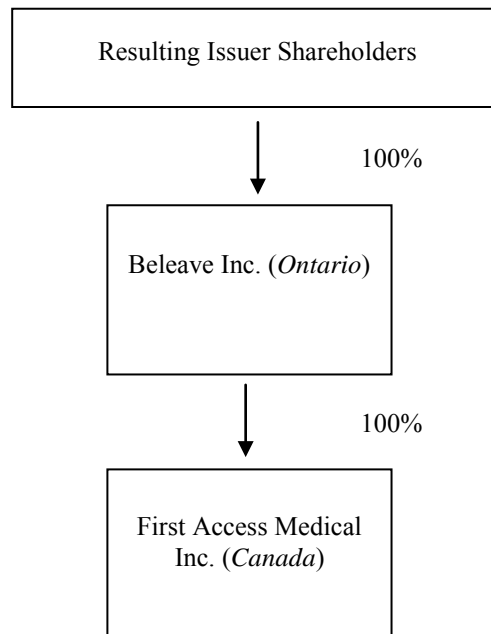 Resulting Issuer Shareholders
100%
Beleave Inc. (Ontario)
100%
First Access Medical
Inc. (Canada)